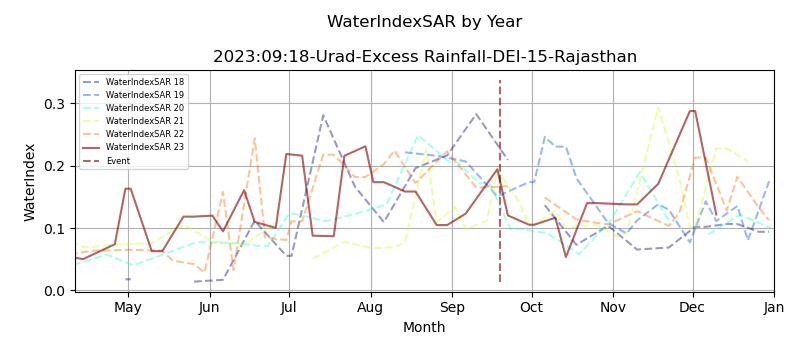 WaterIndexSAR by Year
2023:09:18-Urad-Excess Rainfall-DEI-15-Rajasthan
WaterIndexSAR 18
WaterIndexSAR 19
WaterIndexSAR 20
WaterIndexSAR 21
WaterIndexSAR 22
WaterIndexSAR 23
Event
0.3
0.2
0.1
0.0
WaterIndex
May Jun Jul Aug Sep Oct Nov Dec Jan
Month